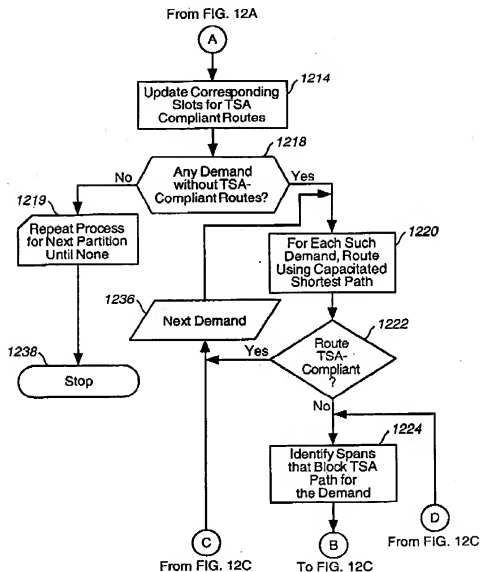 From FIG. 12A
A
1214
Update Corresponding
Slots for TSA
Compliant Routes
1218
Any Demand
without TSA-
Compliant Routes?
No
Yes
1219
Repeat Process
for Next Partition
Until None
1220
For Each Such
Demand, Route
Using Capacitated
Shortest Path
1236
Next Demand
1222
Route
TSA-
Compliant
?
Yes
No
1238
Stop
1224
Identify Spans
that Block TSA
Path for
the Demand
C
B
D
From FIG. 12C
To FIG. 12C
From FIG. 12C